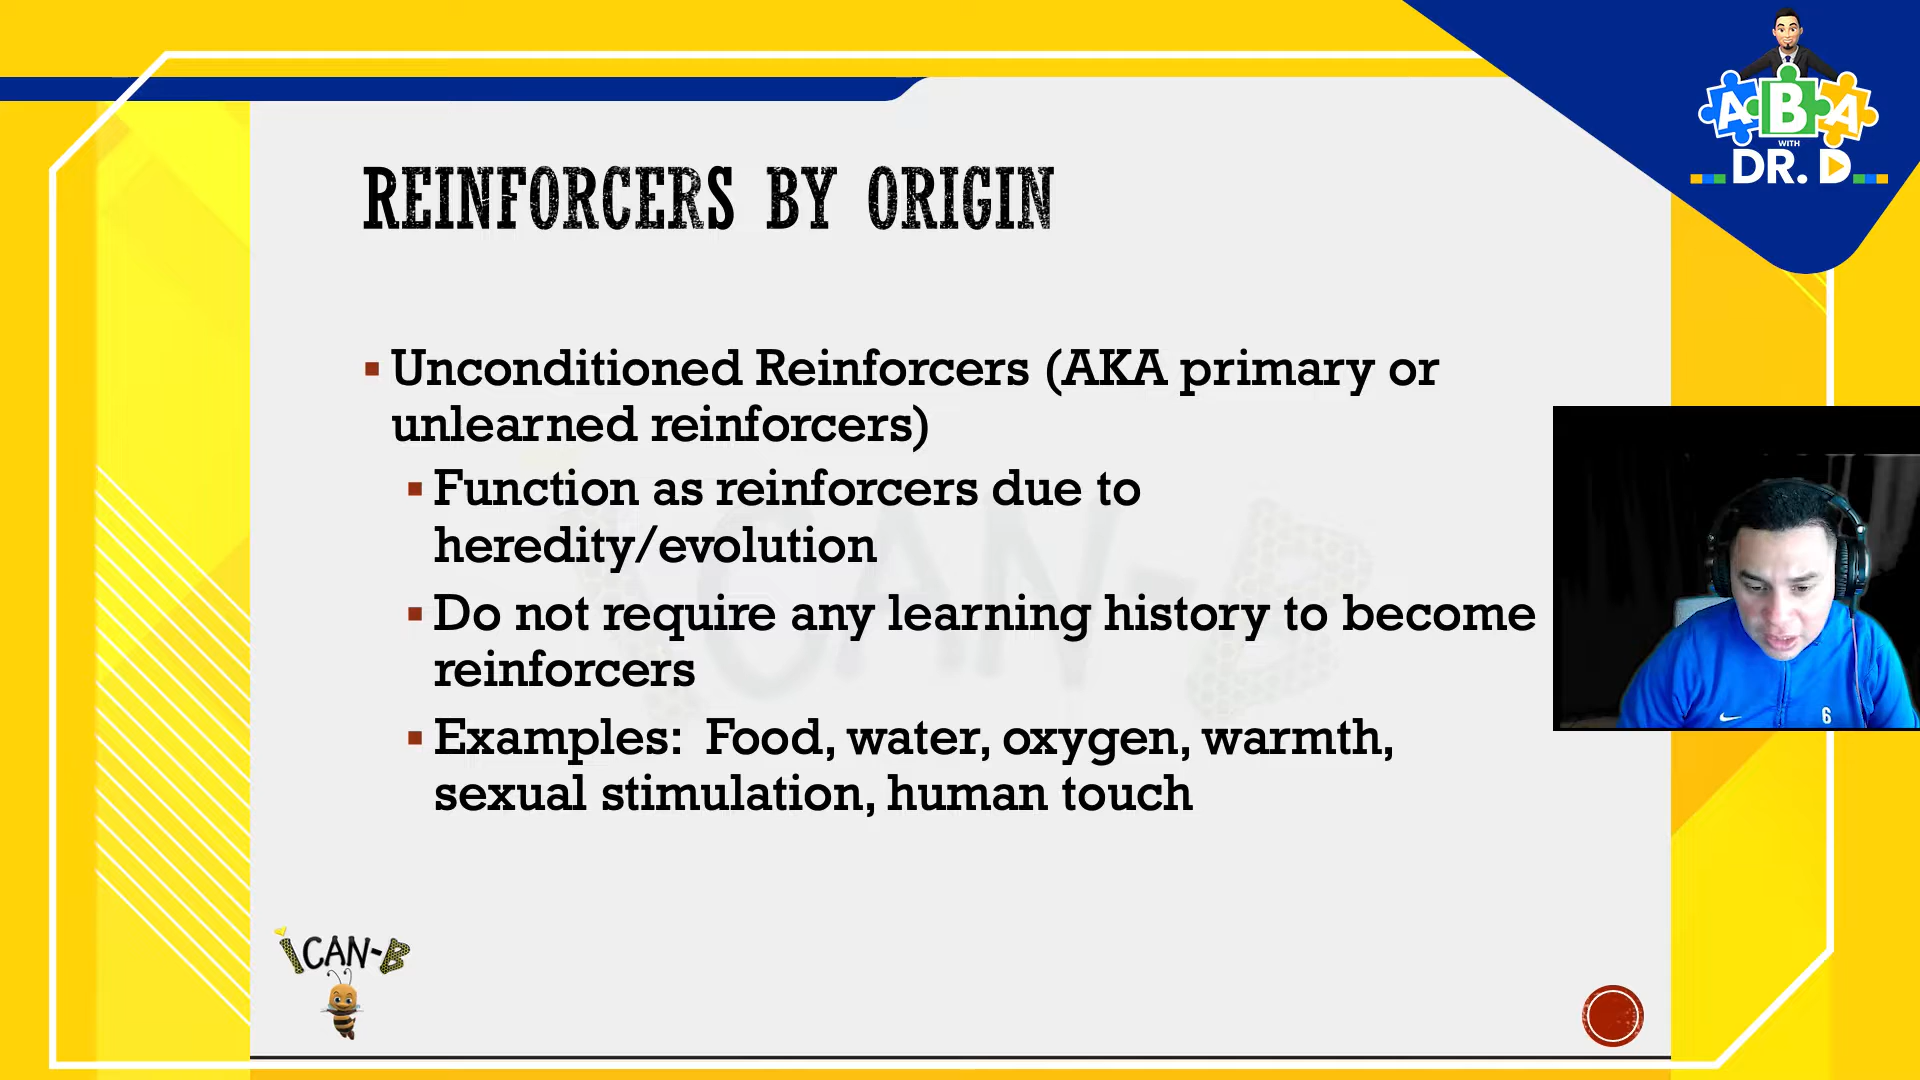 ABA
WITH
DR. D
REINFORCERS BY ORIGIN
Unconditioned Reinforcers (AKA primary or
unlearned reinforcers)
Function as reinforcers due to
heredity/evolution
Do not require any learning history to become
reinforcers
Examples: Food, water, oxygen, warmth,
sexual stimulation, human touch
iCAN-B
6
iCAN-B